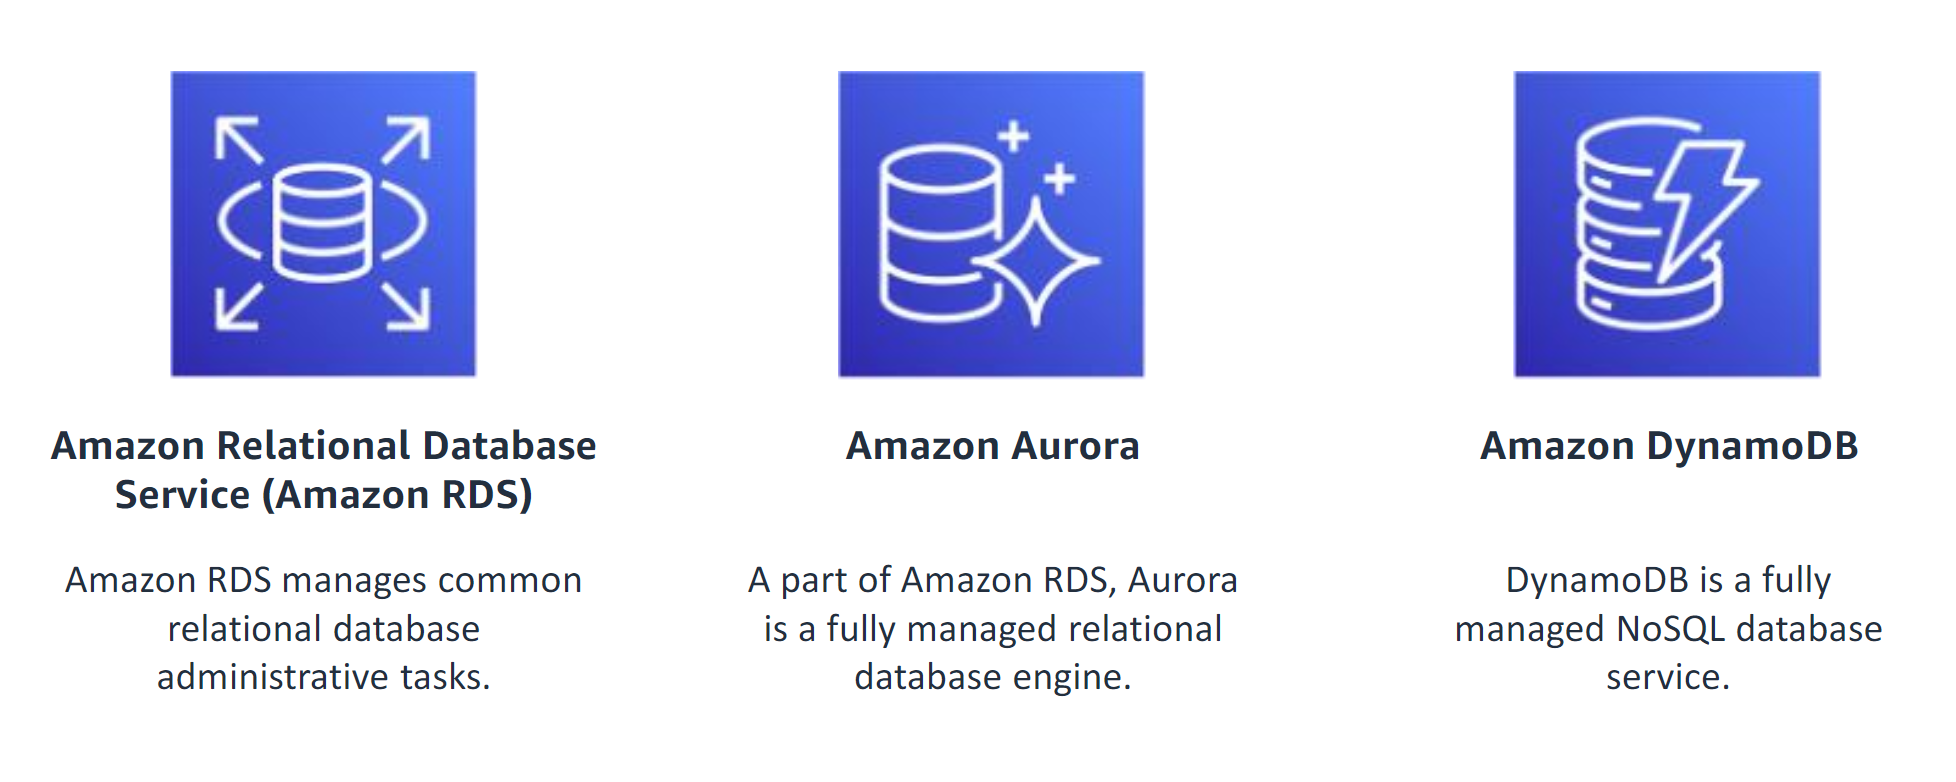 Amazon Relational Database
Service (Amazon RDS)
Amazon RDS manages common
relational database
administrative tasks.
Amazon Aurora
A part of Amazon RDS, Aurora
is a fully managed relational
database engine.
Amazon DynamoDB
DynamoDB is a fully
managed NoSQL database
service.